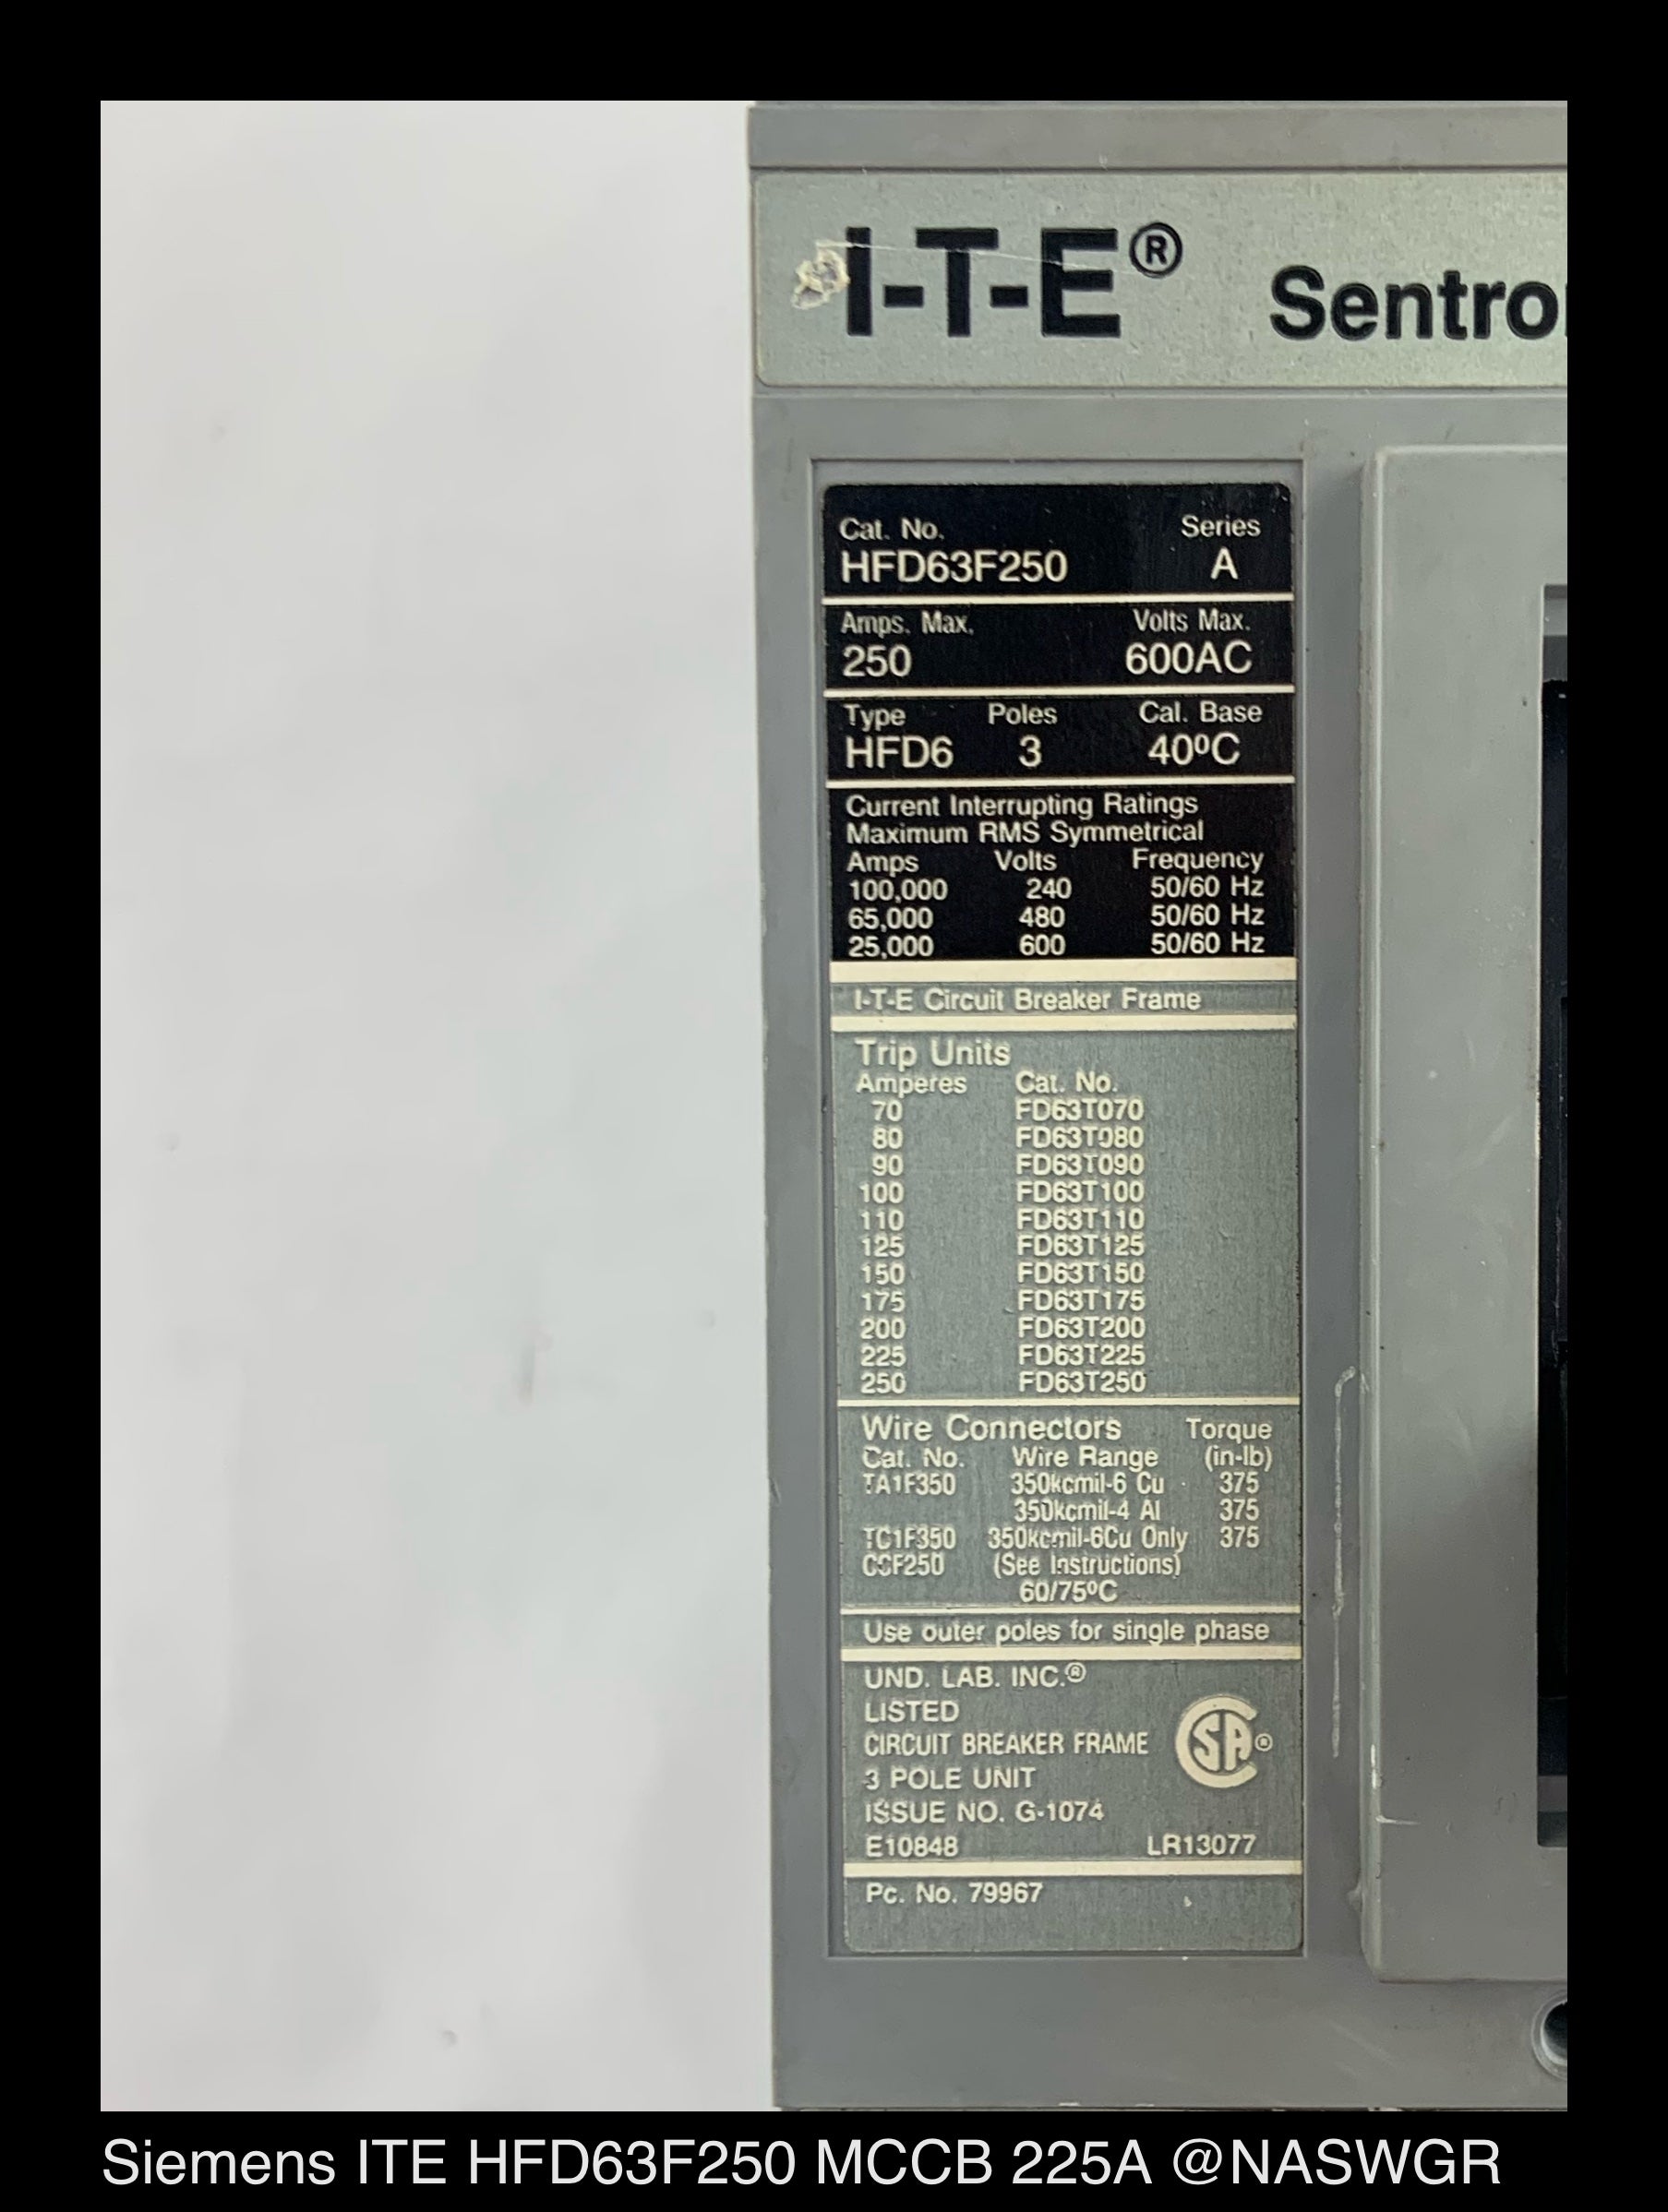 I-T-E® Sentro
Cat. No. Series
HFD63F250 A
Amps. Max. Volts Max.
250 600AC
Type Poles Cal. Base
HFD6 3 40ºC
Current Interrupting Ratings
Maximum RMS Symmetrical
Amps Volts Frequency
100,000 240 50/60 Hz
65,000 480 50/60 Hz
25,000 600 50/60 Hz
I-T-E Circuit Breaker Frame
Trip Units
Amperes Cat. No.
70 FD63T070
80 FD63T080
90 FD63T090
100 FD63T100
110 FD63T110
125 FD63T125
150 FD63T150
175 FD63T175
200 FD63T200
225 FD63T225
250 FD63T250
Wire Connectors Torque
Cat. No. Wire Range (in-lb)
TA1F350 350kcmil-6 Cu 375
350kcmil-4 Al 375
TC1F350 350kcmil-6Cu Only 375
CCF250 (See Instructions)
60/75ºC
Use outer poles for single phase
UND. LAB. INC.®
LISTED
CIRCUIT BREAKER FRAME CSA®
3 POLE UNIT
ISSUE NO. G-1074
E10848 LR13077
Pc. No. 79967
Siemens ITE HFD63F250 MCCB 225A @NASWGR